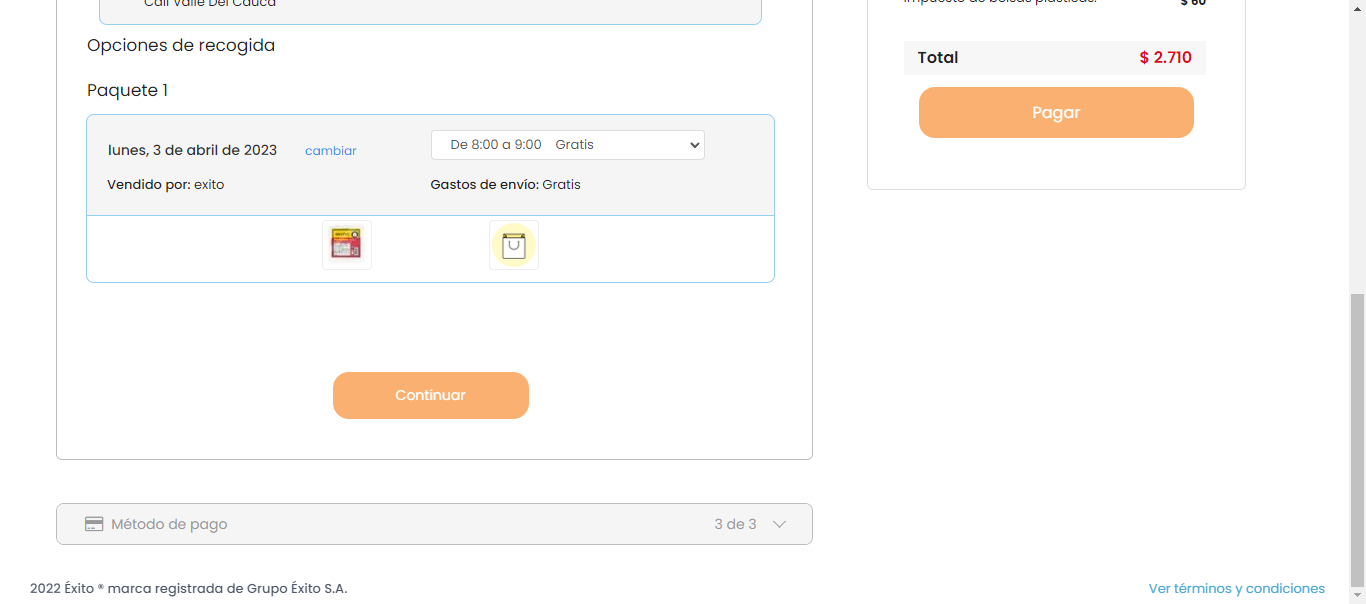 Cali Valle Del Cauca
Opciones de recogida
Paquete 1
lunes, 3 de abril de 2023 cambiar
De 8:00 a 9:00 Gratis
Vendido por: exito
Gastos de envío: Gratis
Continuar
Método de pago
3 de 3
Impuesto de bolsas plásticas: $ 60
Total $ 2.710
Pagar
2022 Éxito ® marca registrada de Grupo Éxito S.A.
Ver términos y condiciones